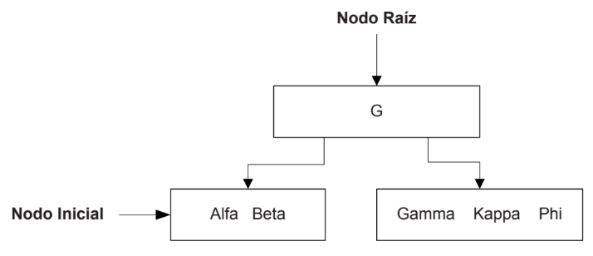 Nodo Raíz
G
Nodo Inicial
Alfa Beta
Gamma Kappa Phi